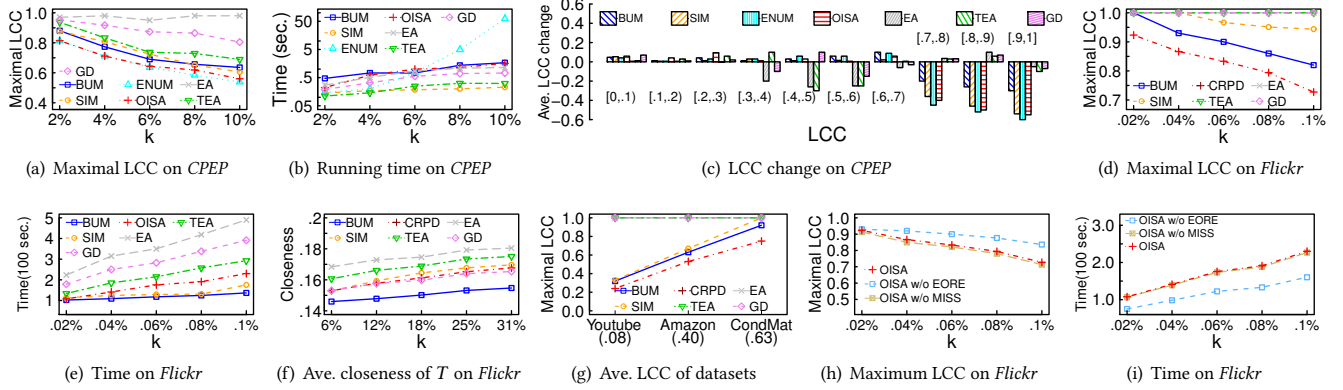 Maximal LCC
1.0
0.8
0.6
0.4
BUM
SIM
GD
ENUM
OISA
EA
TEA
2% 4% 6% 8% 10%
k
(a) Maximal LCC on CPEP
Time (sec.)
50
5
.5
.05
BUM
SIM
ENUM
OISA
EA
TEA
GD
2% 4% 6% 8% 10%
k
(b) Running time on CPEP
Ave. LCC change
0.4
0.2
0.0
-.20
-.40
-0.6
BUM SIM ENUM OISA EA TEA GD
[0,.1) [.1,.2) [.2,.3) [.3,.4) [.4,.5) [.5,.6) [.6,.7) [.7,.8) [.8,.9) [.9,1]
LCC
(c) LCC change on CPEP
Maximal LCC
1.0
0.9
0.8
0.7
BUM CRPD EA
SIM TEA GD
.02% .04% .06% .08% .1%
k
(d) Maximal LCC on Flickr
Time(100 sec.)
5
4
3
2
1
BUM OISA TEA
SIM EA
GD
.02% .04% .06% .08% .1%
k
(e) Time on Flickr
Closeness
.2
.18
.16
.14
BUM CRPD EA
SIM TEA GD
6% 12% 18% 25% 31%
k
(f) Ave. closeness of T on Flickr
Maximal LCC
1.0
0.8
0.6
0.4
0.2
0.0
BUM CRPD EA
SIM TEA GD
Youtube Amazon CondMat
(.08) (.40) (.63)
(g) Ave. LCC of datasets
Maximal LCC
1.0
0.9
0.8
0.7
0.6
0.5
OISA
OISA w/o EORE
OISA w/o MISS
.02% .04% .06% .08% .1%
k
(h) Maximum LCC on Flickr
Time(100 sec.)
3.0
2.0
1.0
OISA w/o EORE
OISA w/o MISS
OISA
.02% .04% .06% .08% .1%
k
(i) Time on Flickr